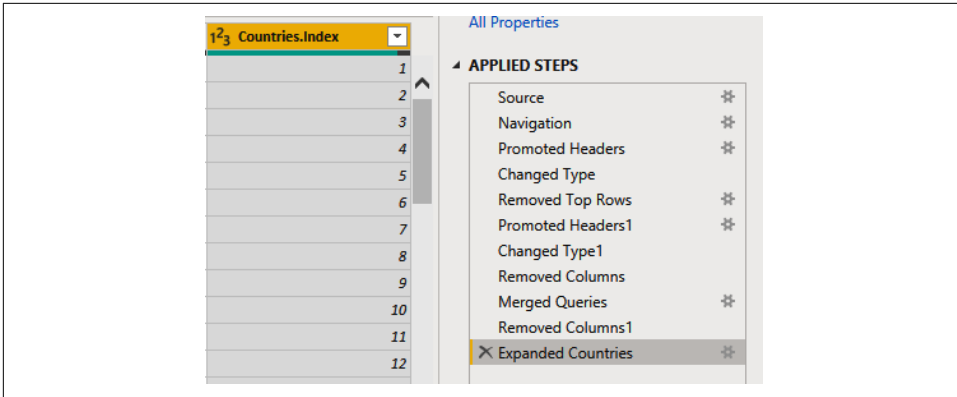 1²3 Countries.Index
1
2
3
4
5
6
7
8
9
10
11
12
All Properties
APPLIED STEPS
Source
Navigation
Promoted Headers
Changed Type
Removed Top Rows
Promoted Headers1
Changed Type1
Removed Columns
Merged Queries
Removed Columns1
Expanded Countries